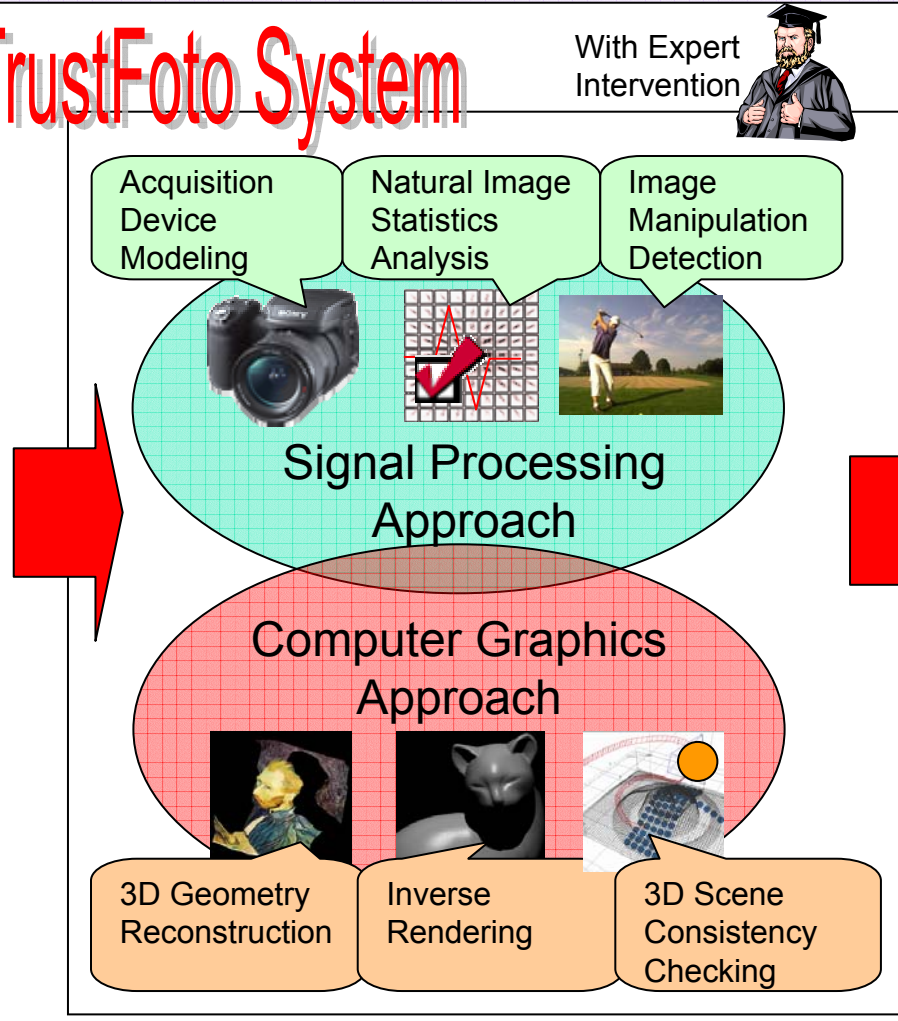 TrustFoto System
With Expert
Intervention
Acquisition
Device
Modeling
Natural Image
Statistics
Analysis
Image
Manipulation
Detection
SONY
Signal Processing
Approach
Computer Graphics
Approach
3D Geometry
Reconstruction
Inverse
Rendering
3D Scene
Consistency
Checking